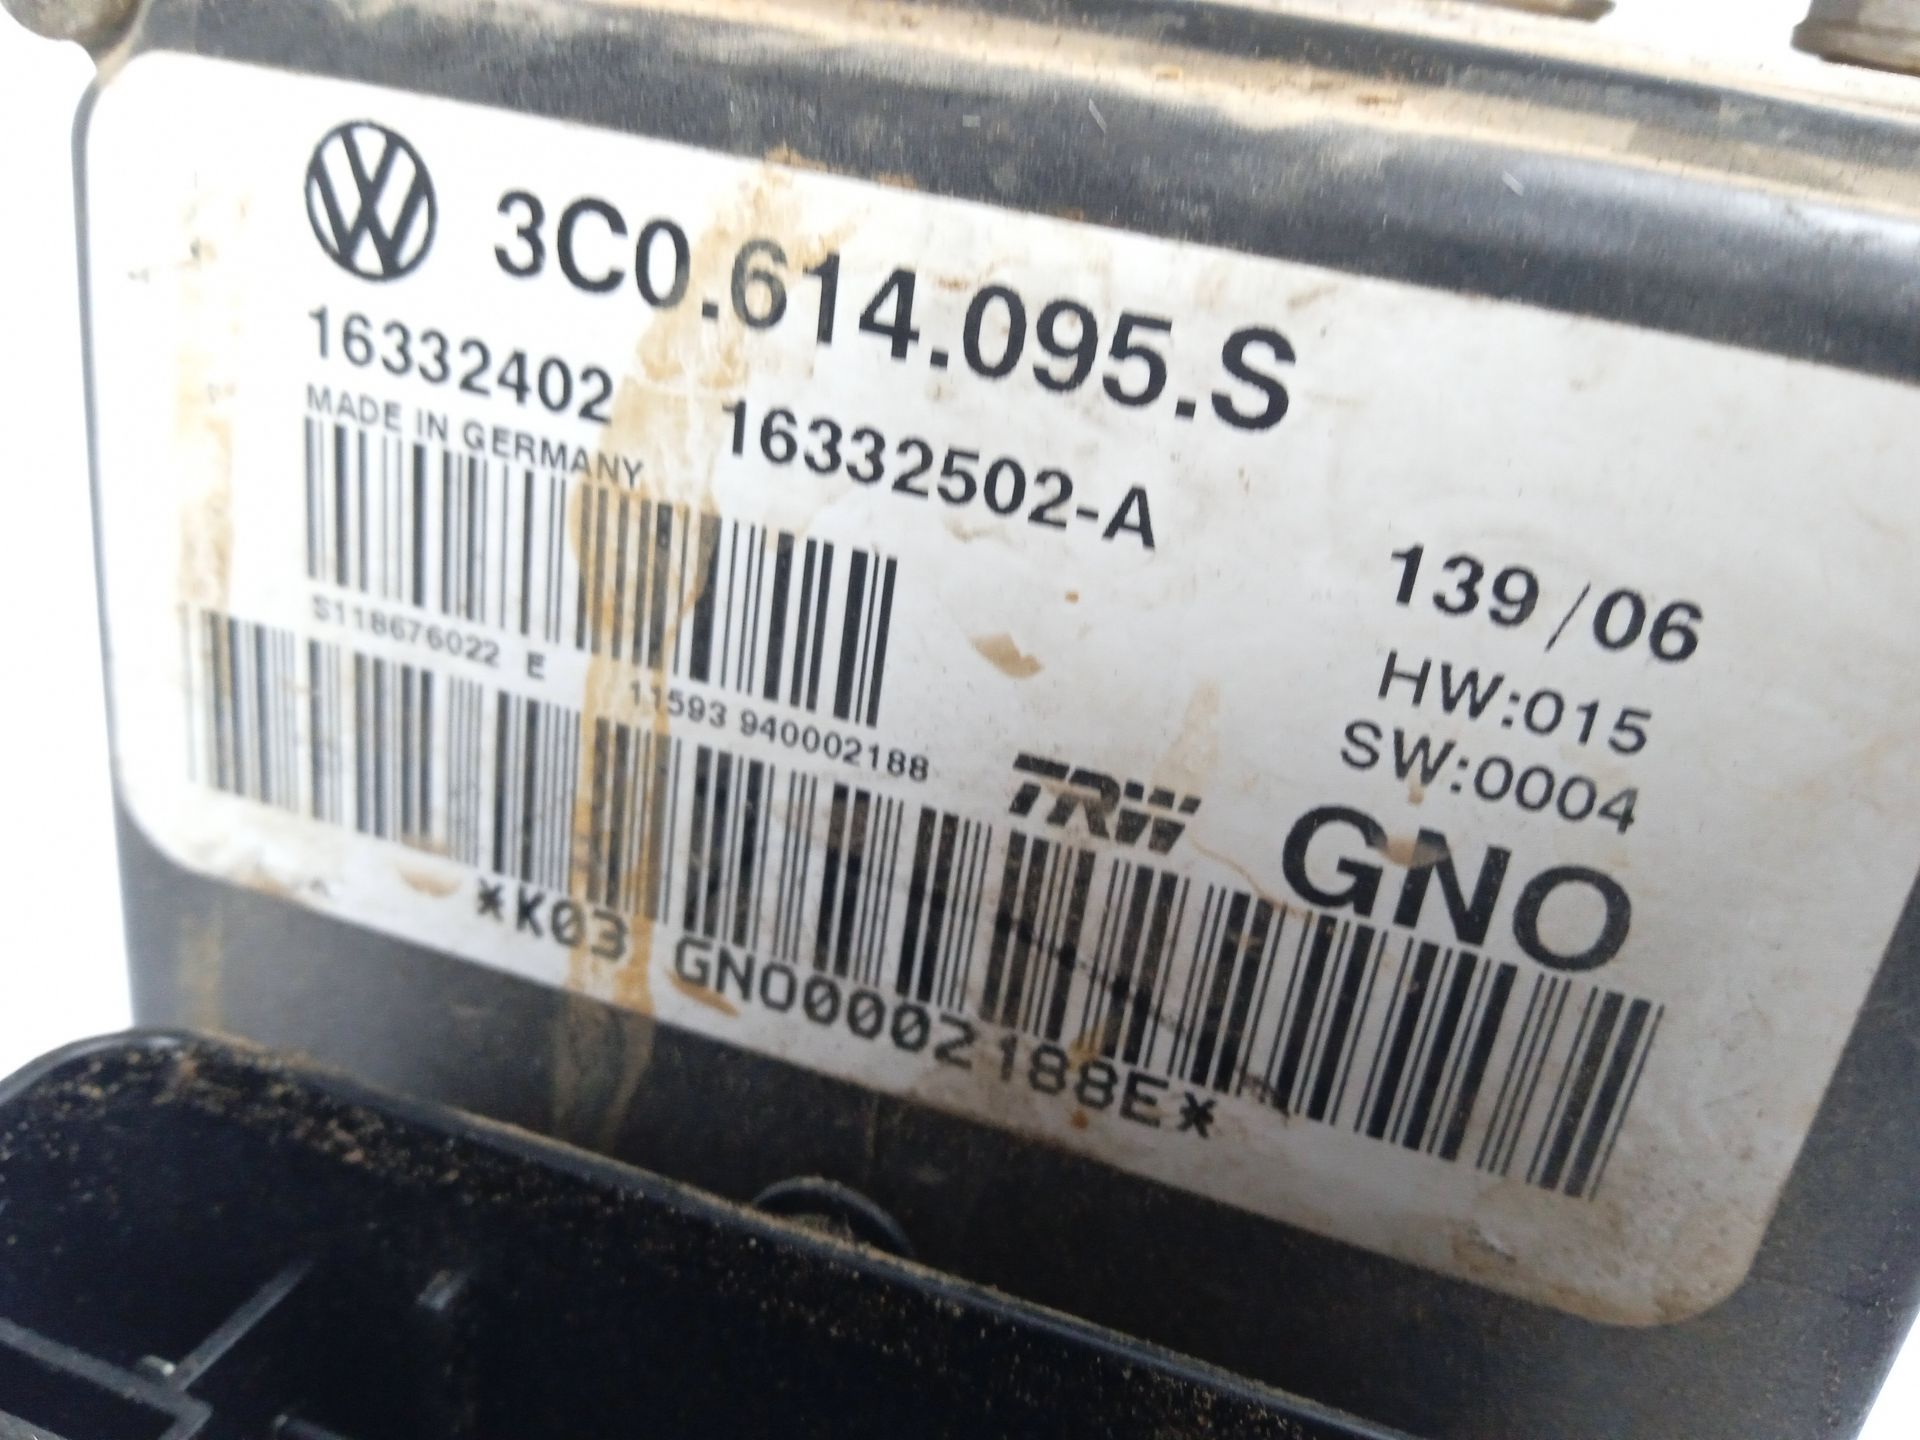 3C0.614.095.S
16332402 16332502-A
MADE IN GERMANY
139/06
HW:015
SW:0004
S118676022 E 11593 940002188
TRW
GNO
*K03 GNO0002188E*